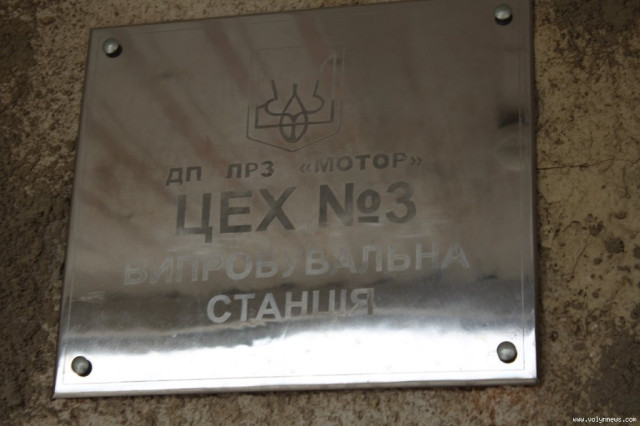 ДП ЛРЗ «МОТОР»
ЦЕХ №3
ВИПРОБУВАЛЬНА
СТАНЦІЯ
www.volynnews.com